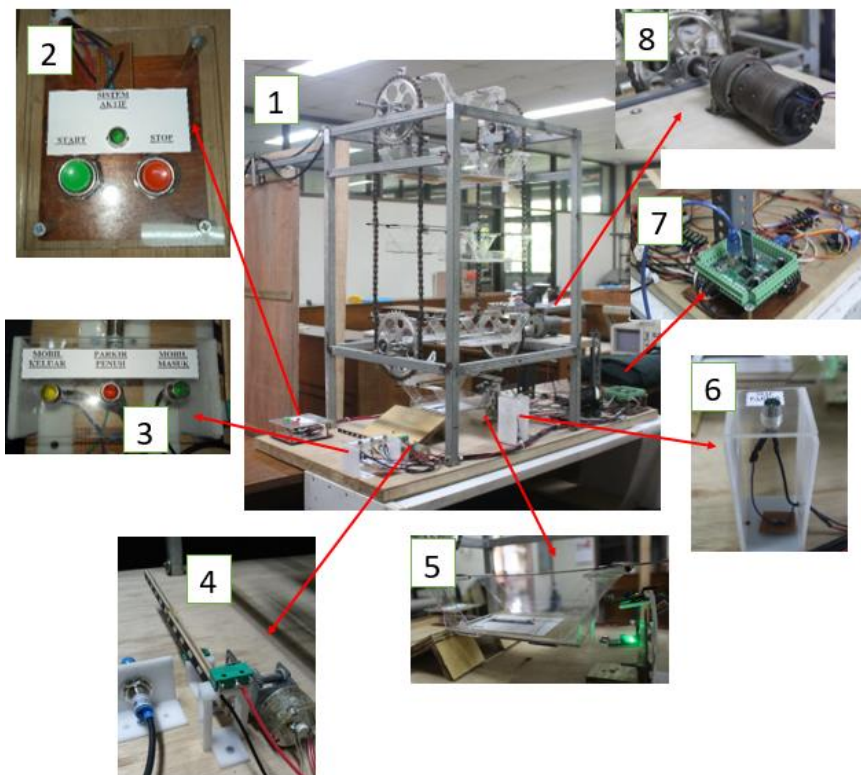 2
SISTEM
AKTIF
START
STOP
1
8
7
MOBIL
KELUAR
PARKIR
PENUH
MOBIL
MASUK
3
6
4
5